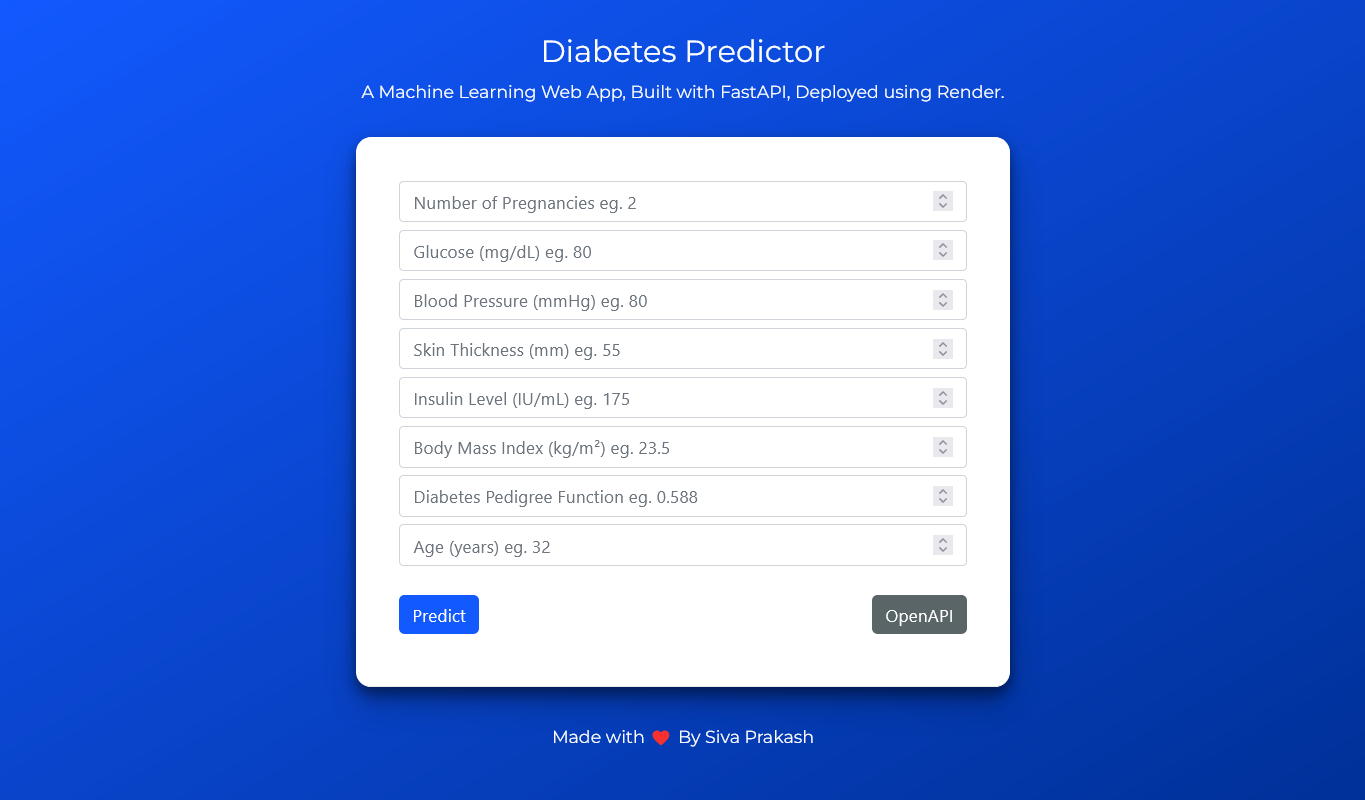 Diabetes Predictor
A Machine Learning Web App, Built with FastAPI, Deployed using Render.
Number of Pregnancies eg. 2
Glucose (mg/dL) eg. 80
Blood Pressure (mmHg) eg. 80
Skin Thickness (mm) eg. 55
Insulin Level (IU/mL) eg. 175
Body Mass Index (kg/m²) eg. 23.5
Diabetes Pedigree Function eg. 0.588
Age (years) eg. 32
Predict OpenAPI
Made with ❤ By Siva Prakash